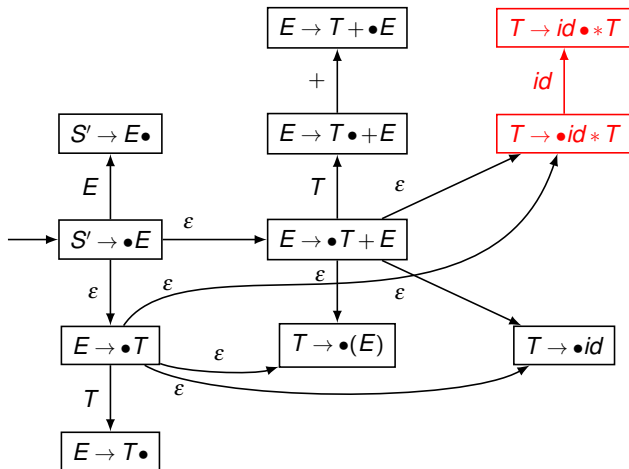 E → T + •E
T → id • ∗ T
+
id
S′ → E•
E → T • + E
T → •id ∗ T
E
T
ε
S′ → •E
ε
E → •T + E
ε
ε
ε
E → •T
ε
T → •(E)
T → •id
T
ε
E → T•